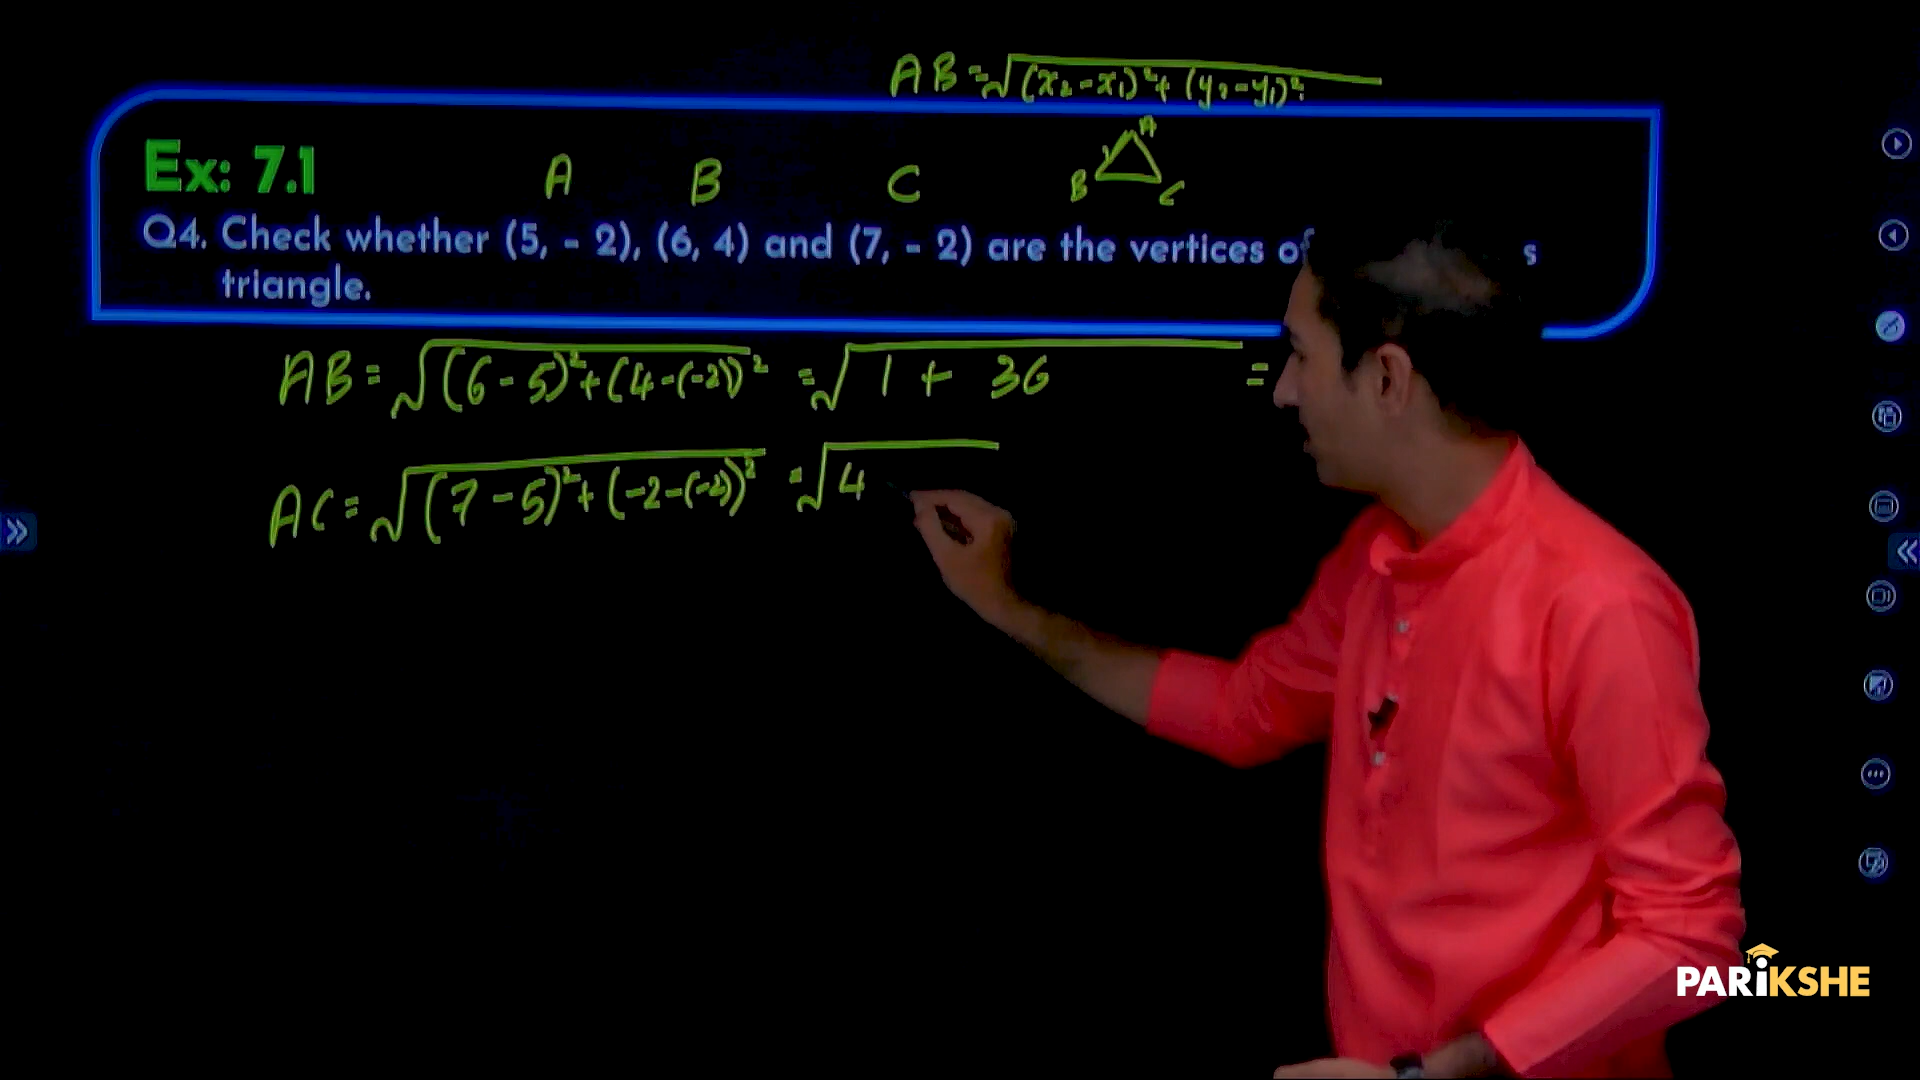 AB = √(x₂-x₁)² + (y₂-y₁)²
Ex: 7.1
A B C
A
B
C
Q4. Check whether (5, - 2), (6, 4) and (7, - 2) are the vertices of s
triangle.
AB = √(6-5)²+(4-(-2))² = √1 + 36 =
AC = √(7-5)²+(-2-(-2))² = √4
PARiKSHE